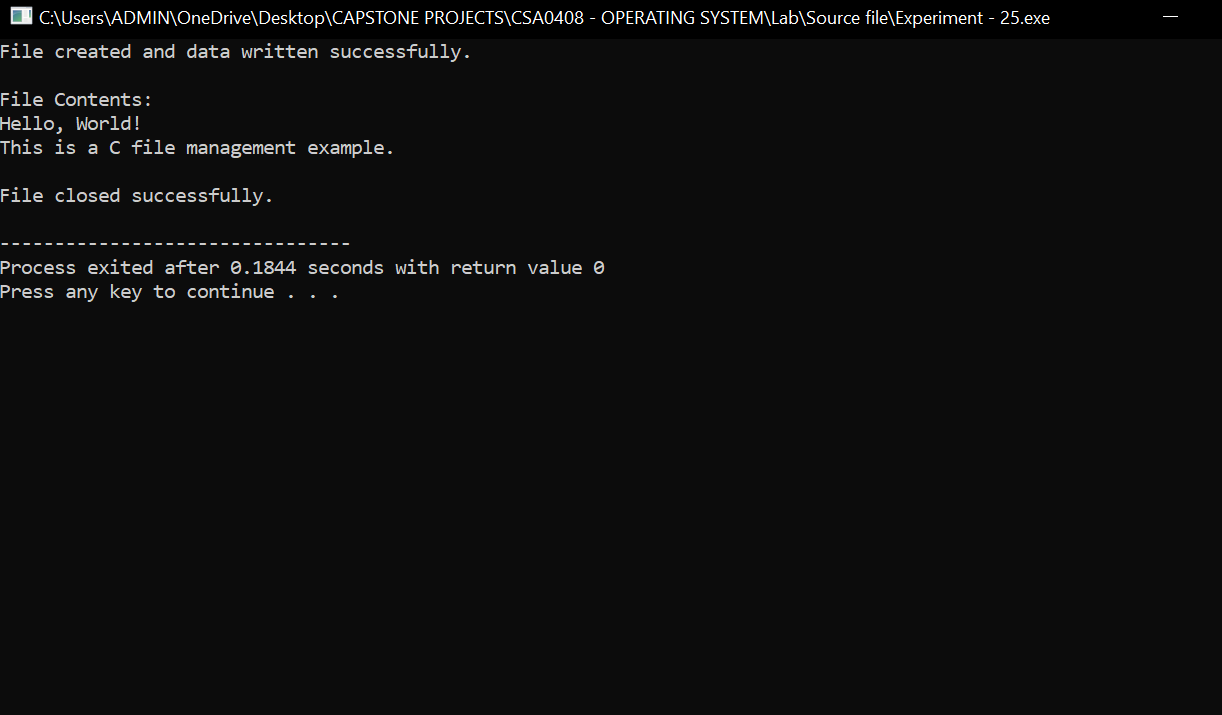 C:\Users\ADMIN\OneDrive\Desktop\CAPSTONE PROJECTS\CSA0408 - OPERATING SYSTEM\Lab\Source file\Experiment - 25.exe
File created and data written successfully.
File Contents:
Hello, World!
This is a C file management example.
File closed successfully.
--------------------------------
Process exited after 0.1844 seconds with return value 0
Press any key to continue . . .